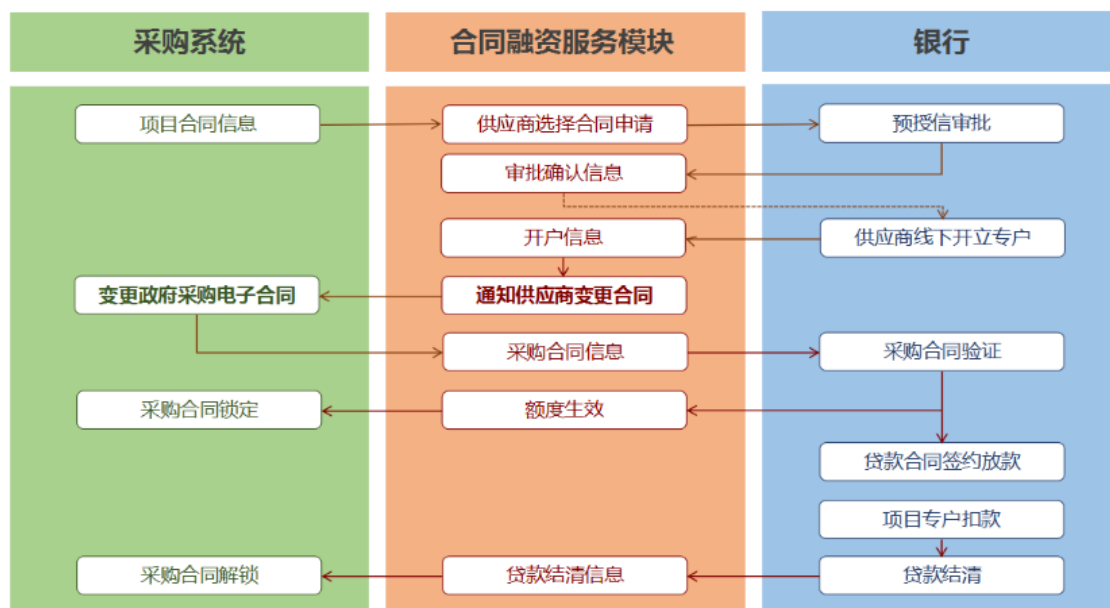 采购系统
合同融资服务模块
银行
项目合同信息
供应商选择合同申请
预授信审批
审批确认信息
开户信息
供应商线下开立专户
变更政府采购电子合同
通知供应商变更合同
采购合同信息
采购合同验证
采购合同锁定
额度生效
贷款合同签约放款
项目专户扣款
采购合同解锁
贷款结清信息
贷款结清